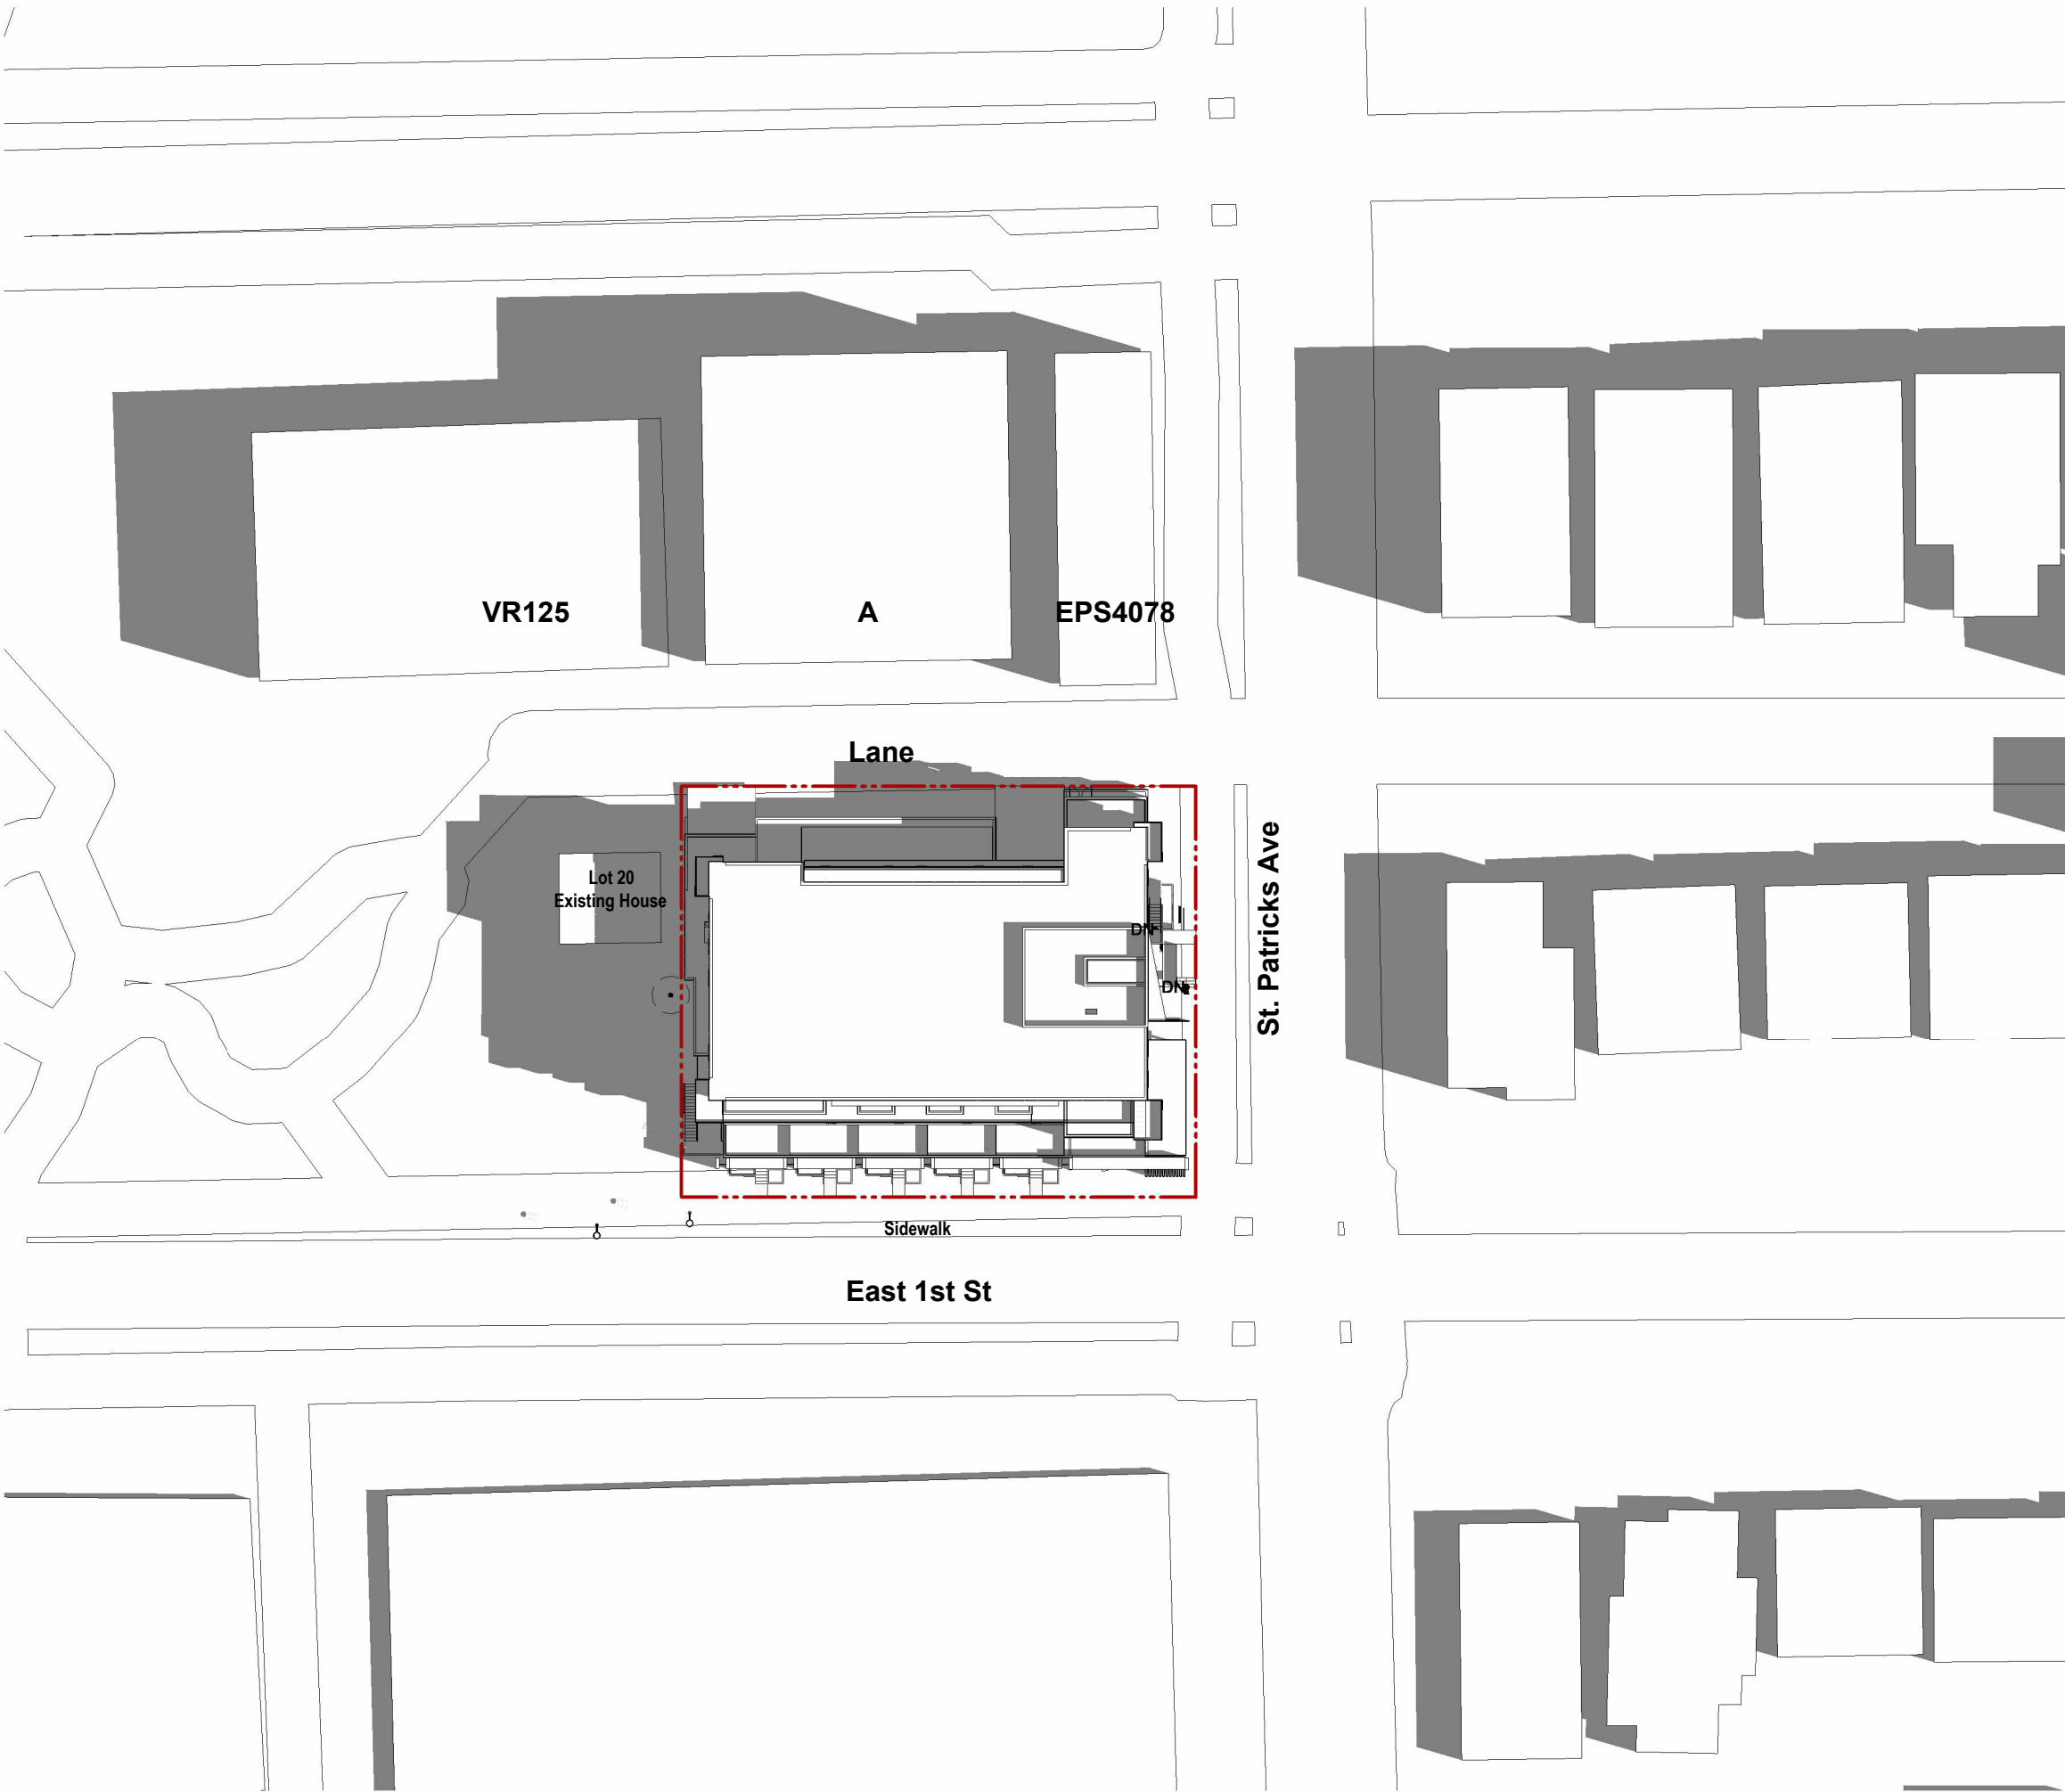 VR125
A
EPS4078
Lane
Lot 20
Existing House
DN
DN
St. Patricks Ave
Sidewalk
East 1st St